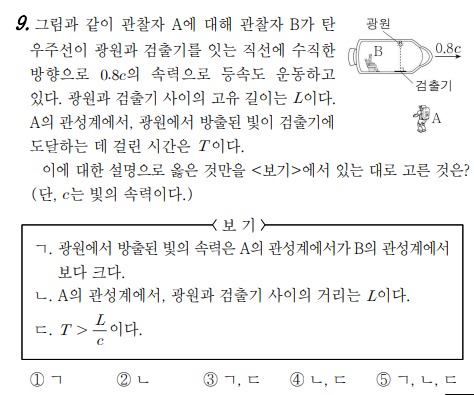 9. 그림과 같이 관찰자 A에 대해 관찰자 B가 탄
우주선이 광원과 검출기를 잇는 직선에 수직한
방향으로 0.8c의 속력으로 등속도 운동하고
있다. 광원과 검출기 사이의 고유 길이는 L이다.
A의 관성계에서, 광원에서 방출된 빛이 검출기에
도달하는 데 걸린 시간은 T이다.
광원
B
0.8c
검출기
A
이에 대한 설명으로 옳은 것만을 <보기>에서 있는 대로 고른 것은?
(단, c는 빛의 속력이다.)
<보 기>
ㄱ. 광원에서 방출된 빛의 속력은 A의 관성계에서가 B의 관성계에서
보다 크다.
ㄴ. A의 관성계에서, 광원과 검출기 사이의 거리는 L이다.
ㄷ. T > L/c 이다.
① ㄱ ② ㄴ ③ ㄱ, ㄷ ④ ㄴ, ㄷ ⑤ ㄱ, ㄴ, ㄷ